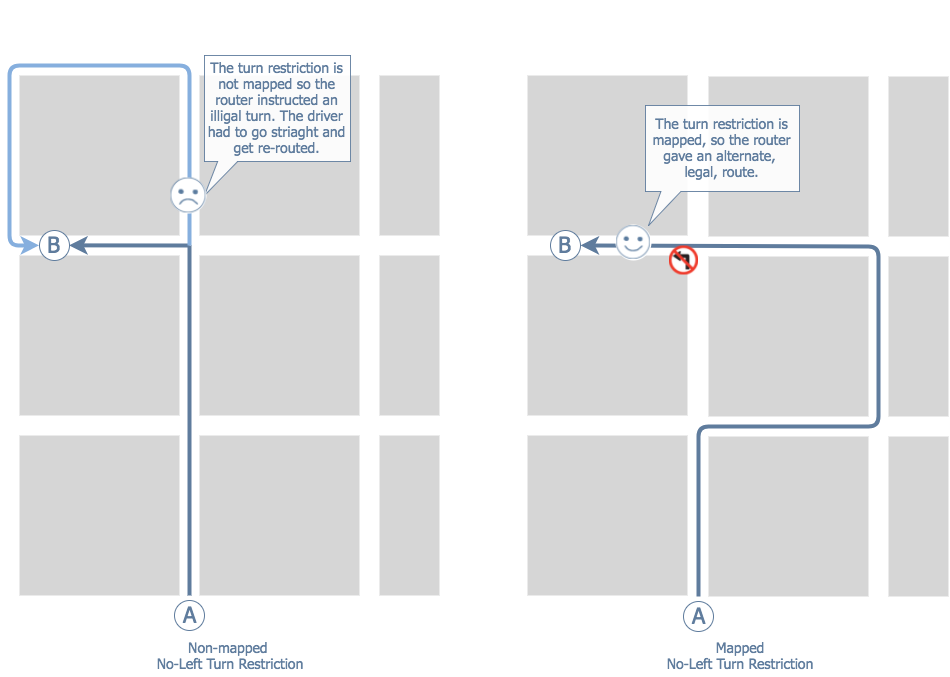 The turn restriction is
not mapped so the
router instructed an
illigal turn. The driver
had to go striaght and
get re-routed.
B
A
Non-mapped
No-Left Turn Restriction
The turn restriction is
mapped, so the router
gave an alternate,
legal, route.
B
A
Mapped
No-Left Turn Restriction